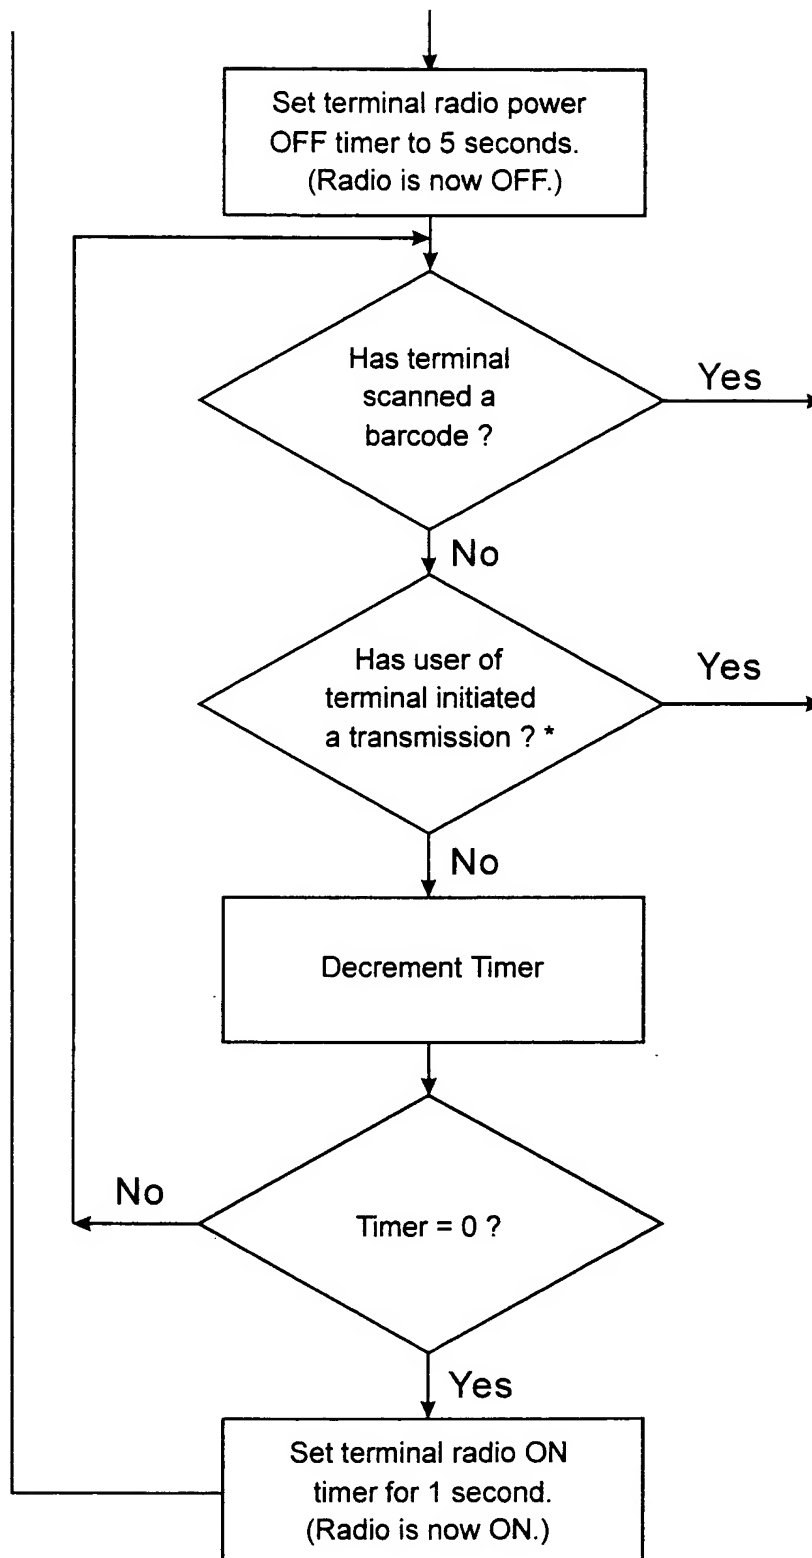 Set terminal radio power
OFF timer to 5 seconds.
(Radio is now OFF.)
Has terminal
scanned a
barcode ?
Yes
No
Has user of
terminal initiated
a transmission ? *
Yes
No
Decrement Timer
Timer = 0 ?
No
Yes
Set terminal radio ON
timer for 1 second.
(Radio is now ON.)